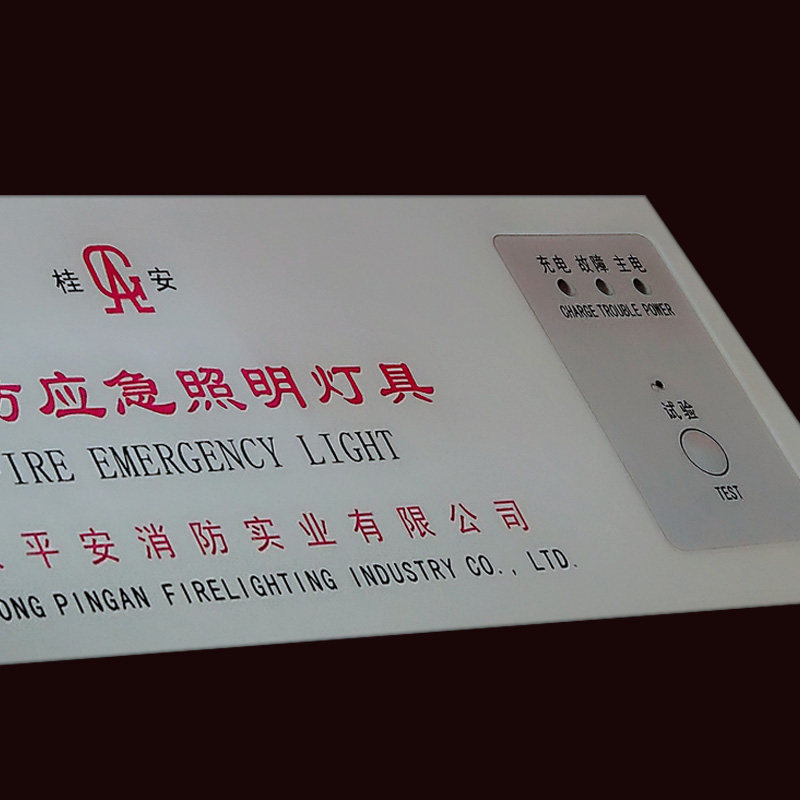 桂 GA 安
充电 故障 主电
CHARGE TROUBLE POWER
应急照明灯具
IRE EMERGENCY LIGHT
试验
TEST
平安消防实业有限公司
ONG PINGAN FIRELIGHTING INDUSTRY CO., LTD.